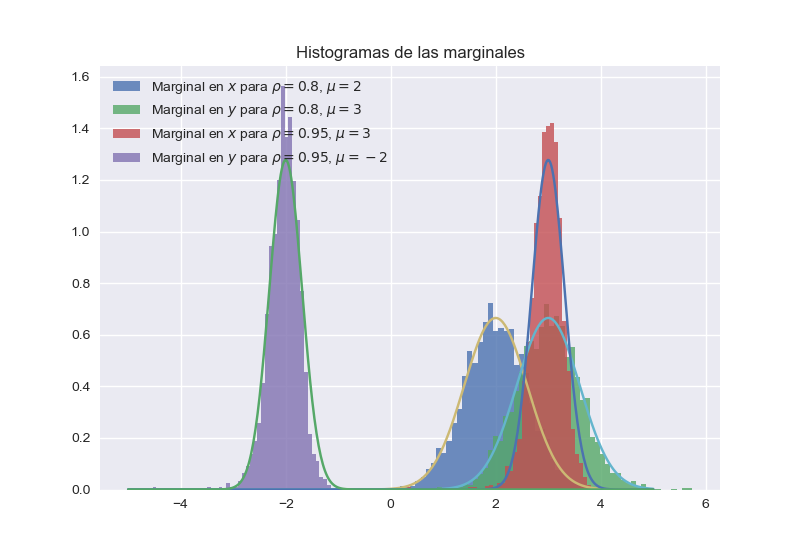 Histogramas de las marginales
Marginal en x para ρ = 0.8, μ = 2
Marginal en y para ρ = 0.8, μ = 3
Marginal en x para ρ = 0.95, μ = 3
Marginal en y para ρ = 0.95, μ = −2
1.6
1.4
1.2
1.0
0.8
0.6
0.4
0.2
0.0
−4 −2 0 2 4 6